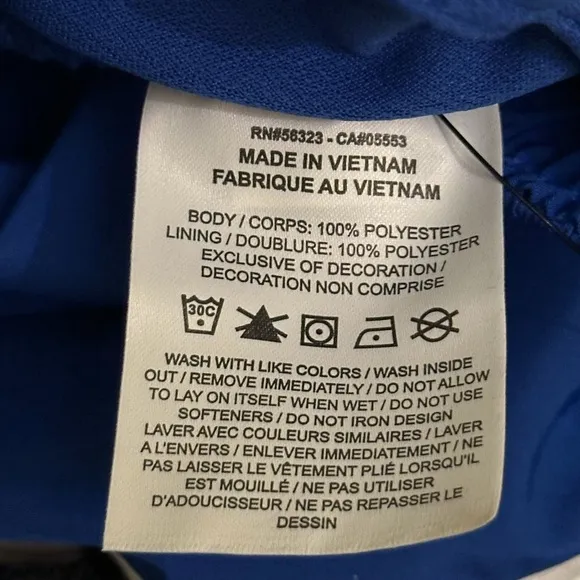 RN#56323 - CA#05553
MADE IN VIETNAM
FABRIQUE AU VIETNAM
BODY / CORPS: 100% POLYESTER
LINING / DOUBLURE: 100% POLYESTER
EXCLUSIVE OF DECORATION /
DECORATION NON COMPRISE
30C
WASH WITH LIKE COLORS / WASH INSIDE
OUT / REMOVE IMMEDIATELY / DO NOT ALLOW
TO LAY ON ITSELF WHEN WET / DO NOT USE
SOFTENERS / DO NOT IRON DESIGN
LAVER AVEC COULEURS SIMILAIRES / LAVER
A L'ENVERS / ENLEVER IMMEDIATEMENT / NE
PAS LAISSER LE VÊTEMENT PLIÉ LORSQU'IL
EST MOUILLÉ / NE PAS UTILISER
D'ADOUCISSEUR / NE PAS REPASSER LE
DESSIN